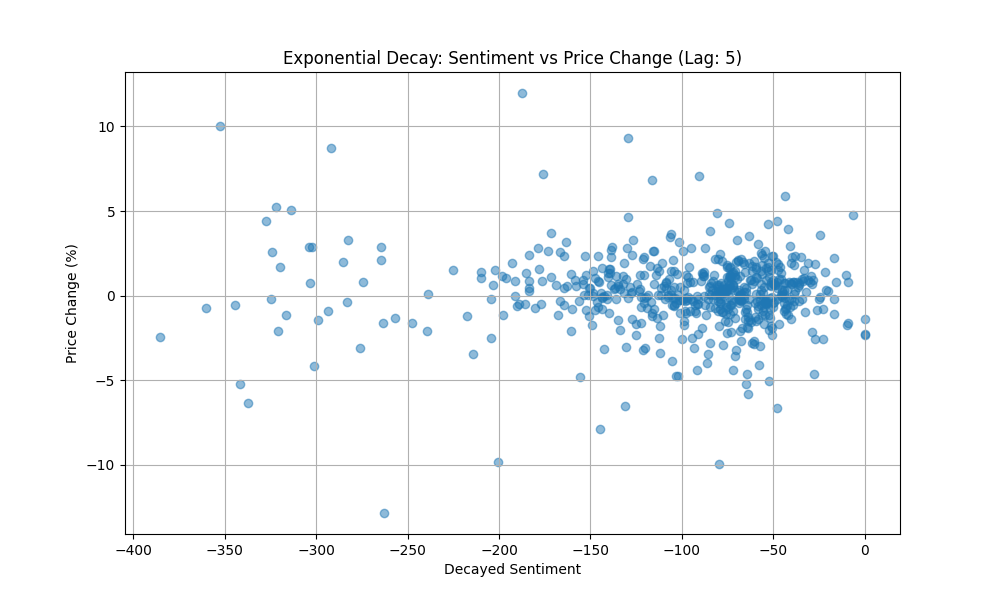 Exponential Decay: Sentiment vs Price Change (Lag: 5)
Price Change (%)
10
5
0
−5
−10
−400 −350 −300 −250 −200 −150 −100 −50 0
Decayed Sentiment